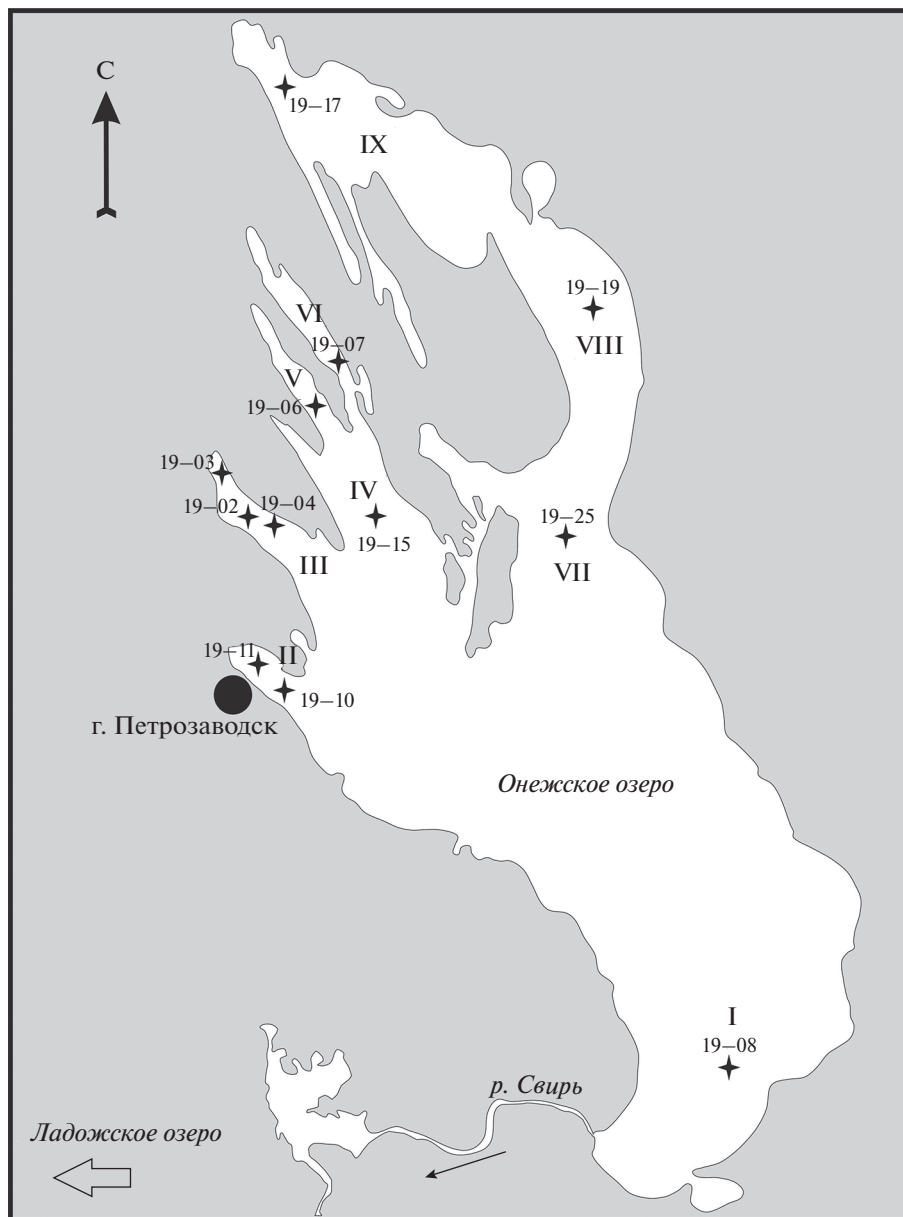 С
19–17
IX
19–19
VIII
VI
19–07
V
19–06
19–03
IV
19–02
19–04
19–15
19–25
III
VII
19–11
II
19–10
г. Петрозаводск
Онежское озеро
I
19–08
р. Свирь
Ладожское озеро